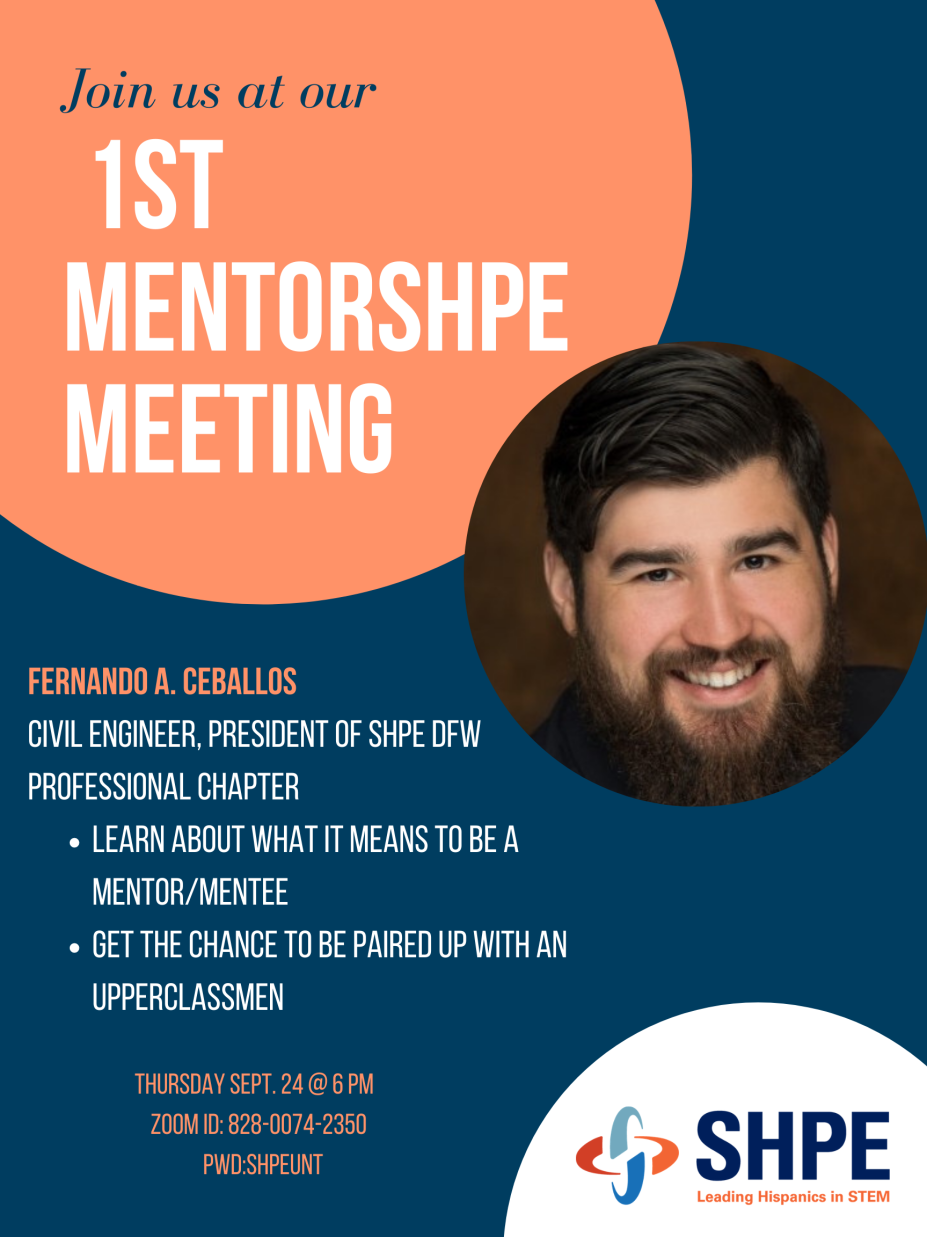 Join us at our
1ST
MENTORSHPE
MEETING
FERNANDO A. CEBALLOS
CIVIL ENGINEER, PRESIDENT OF SHPE DFW
PROFESSIONAL CHAPTER
• LEARN ABOUT WHAT IT MEANS TO BE A
MENTOR/MENTEE
• GET THE CHANCE TO BE PAIRED UP WITH AN
UPPERCLASSMEN
THURSDAY SEPT. 24 @ 6 PM
ZOOM ID: 828-0074-2350
PWD:SHPEUNT
SHPE
Leading Hispanics in STEM